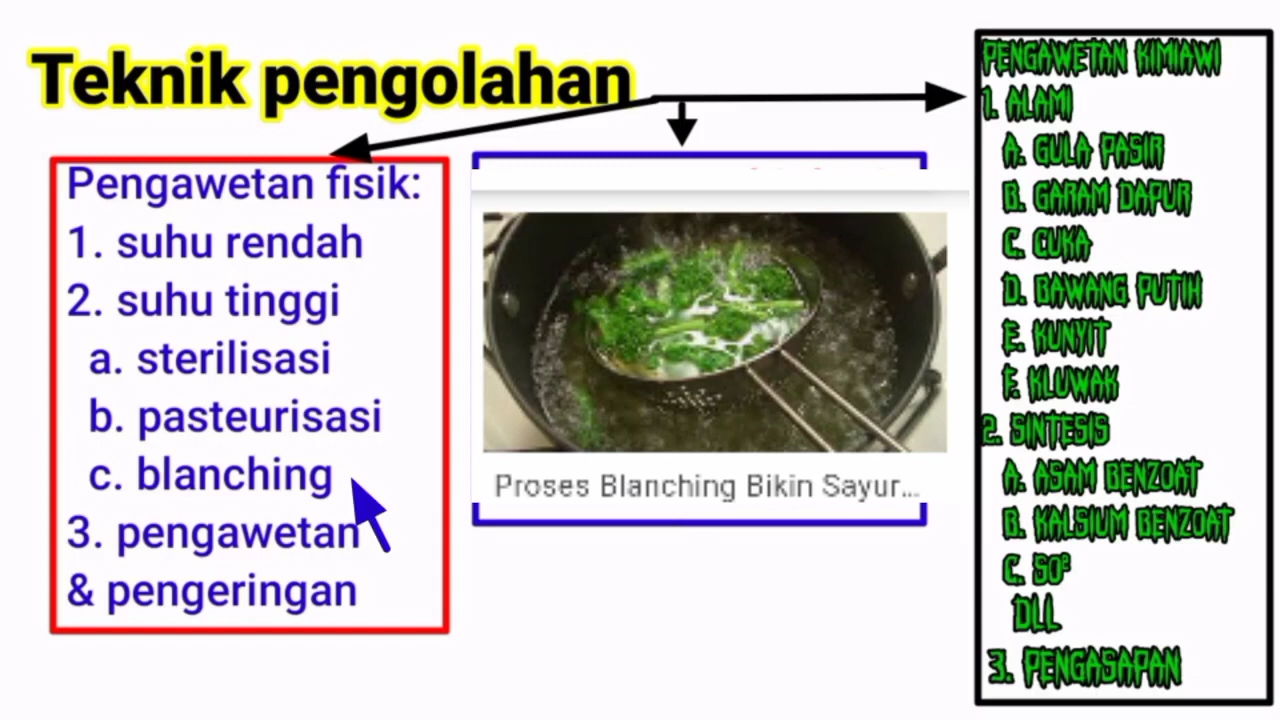 Teknik pengolahan
Pengawetan fisik:
1. suhu rendah
2. suhu tinggi
a. sterilisasi
b. pasteurisasi
c. blanching
3. pengawetan
& pengeringan
Proses Blanching Bikin Sayur...
PENGAWETAN KIMIAWI
1. ALAMI
A. GULA PASIR
B. GARAM DAPUR
C. CUKA
D. BAWANG PUTIH
E. KUNYIT
F. KLUWAK
2. SINTESIS
A. ASAM BENZOAT
B. KALSIUM BENZOAT
C. SO²
DLL
3. PENGASAPAN